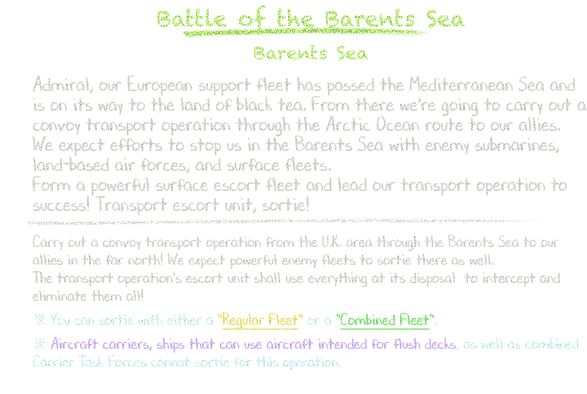 Battle of the Barents Sea
Barents Sea
Admiral, our European support fleet has passed the Mediterranean Sea and
is on its way to the land of black tea. From there we're going to carry out a
convoy transport operation through the Arctic Ocean route to our allies.
We expect efforts to stop us in the Barents Sea with enemy submarines,
land-based air forces, and surface fleets.
Form a powerful surface escort fleet and lead our transport operation to
success! Transport escort unit, sortie!
Carry out a convoy transport operation from the U.K. area through the Barents Sea to our
allies in the far north! We expect powerful enemy fleets to sortie there as well.
The transport operation's escort unit shall use everything at its disposal to intercept and
eliminate them all!
※ You can sortie with either a "Regular Fleet" or a "Combined Fleet".
※ Aircraft carriers, ships that can use aircraft intended for flush decks, as well as combined
Carrier Task Forces cannot sortie for this operation.